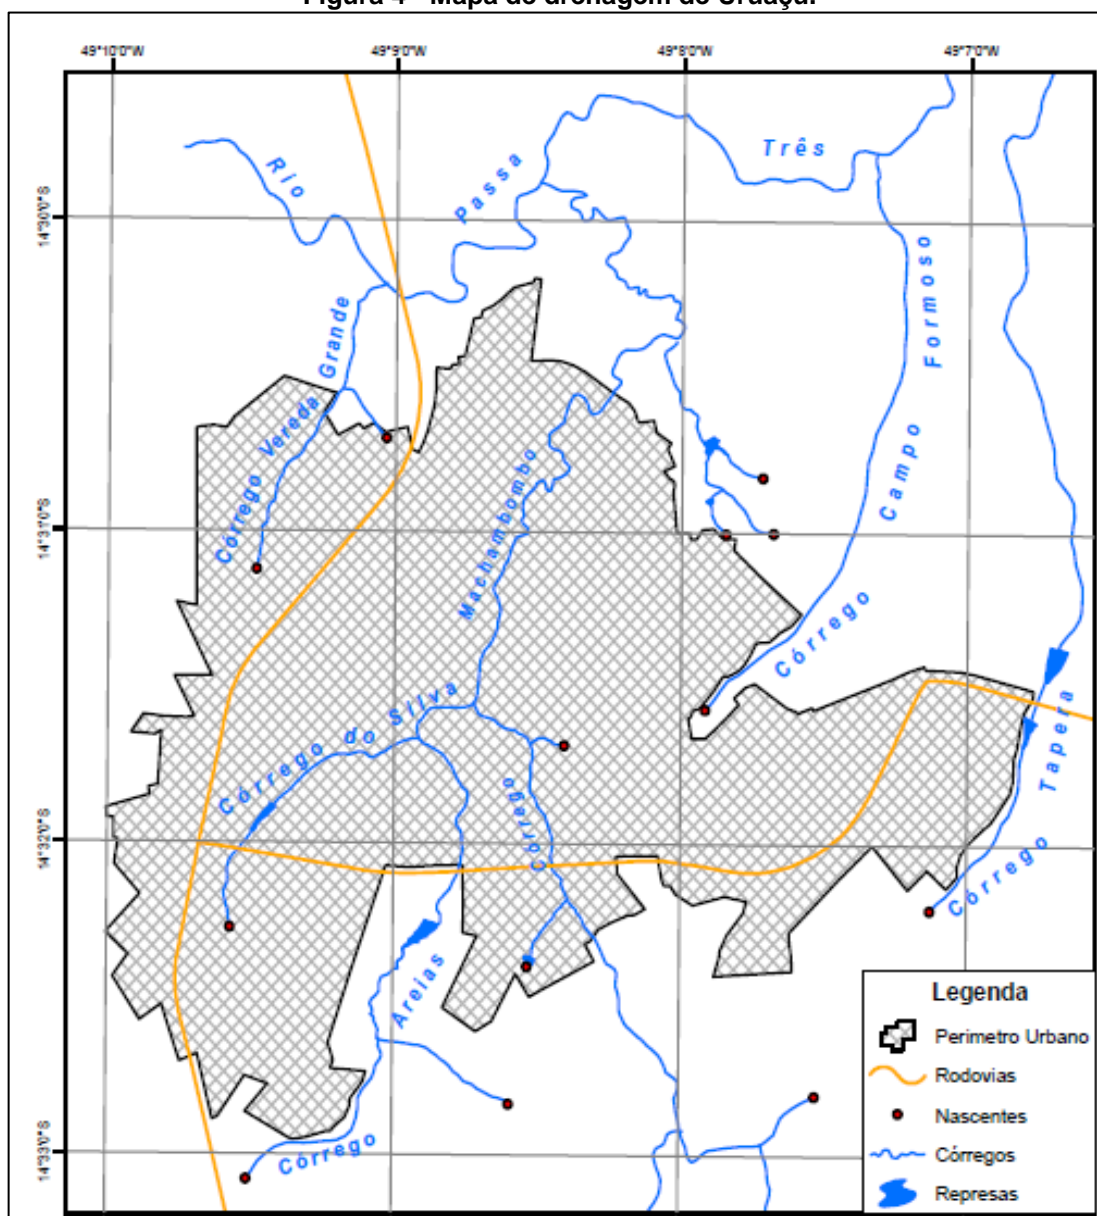 Figura 4 - Mapa de drenagem de Uruaçu.
49°10'0"W
49°9'0"W
49°8'0"W
49°7'0"W
14°30'0"S
14°31'0"S
14°32'0"S
14°33'0"S
Rio
Passa
Três
Córrego Vereda Grande
Machambombo
Córrego
Campo Formoso
Córrego
Córrego do Silva
Córrego Tapera
Areias
Córrego
Legenda
Perimetro Urbano
Rodovias
Nascentes
Córregos
Represas